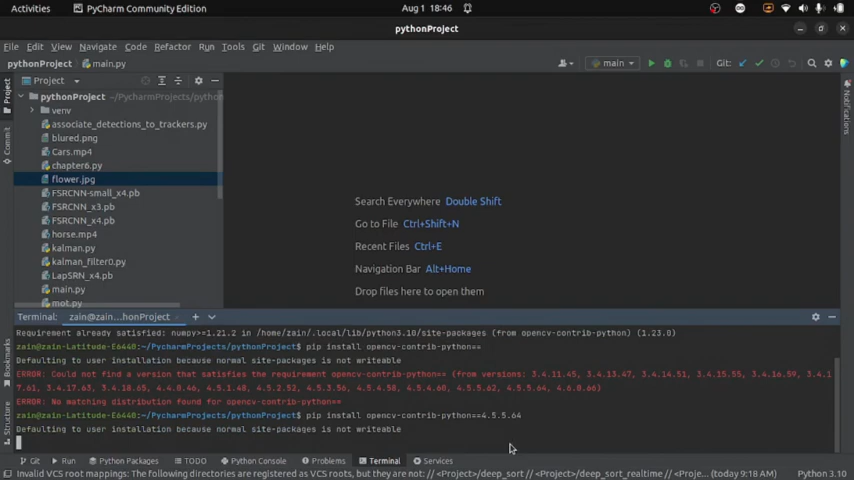 Activities
PyCharm Community Edition
Aug 1 18:46
pythonProject
File Edit View Navigate Code Refactor Run Tools Git Window Help
pythonProject
main.py
main
Git:
Project
Project
pythonProject ~/PycharmProjects/python
venv
associate_detections_to_trackers.py
blured.png
Cars.mp4
chapter6.py
flower.jpg
FSRCNN-small_x4.pb
FSRCNN_x3.pb
FSRCNN_x4.pb
horse.mp4
kalman.py
kalman_filter0.py
LapSRN_x4.pb
main.py
mot.py
Commit
Notifications
Search Everywhere Double Shift
Go to File Ctrl+Shift+N
Recent Files Ctrl+E
Navigation Bar Alt+Home
Drop files here to open them
Terminal: zain@zain...honProject
Requirement already satisfied: numpy>=1.21.2 in /home/zain/.local/lib/python3.10/site-packages (from opencv-contrib-python) (1.23.0)
zain@zain-Latitude-E6440:~/PycharmProjects/pythonProject$ pip install opencv-contrib-python==
Defaulting to user installation because normal site-packages is not writeable
ERROR: Could not find a version that satisfies the requirement opencv-contrib-python== (from versions: 3.4.11.45, 3.4.13.47, 3.4.14.51, 3.4.15.55, 3.4.16.59, 3.4.1
7.61, 3.4.17.63, 3.4.18.65, 4.4.0.46, 4.5.1.48, 4.5.2.52, 4.5.3.56, 4.5.4.58, 4.5.4.60, 4.5.5.62, 4.5.5.64, 4.6.0.66)
ERROR: No matching distribution found for opencv-contrib-python==
zain@zain-Latitude-E6440:~/PycharmProjects/pythonProject$ pip install opencv-contrib-python==4.5.5.64
Defaulting to user installation because normal site-packages is not writeable
Bookmarks
Structure
Git Run Python Packages TODO Python Console Problems Terminal Services
Invalid VCS root mappings: The following directories are registered as VCS roots, but they are not: // <Project>/deep_sort // <Project>/deep_sort_realtime // <Proje... (today 9:18 AM)
Python 3.10